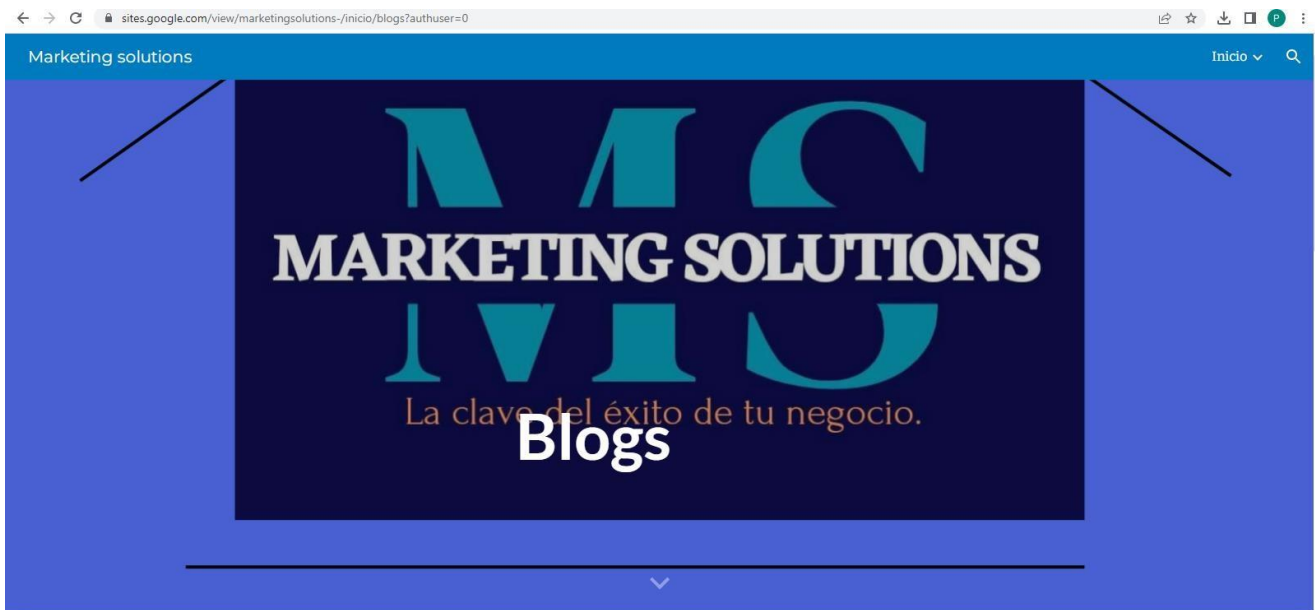 sites.google.com/view/marketingsolutions-/inicio/blogs?authuser=0
P
Marketing solutions
Inicio
MS
MARKETING SOLUTIONS
La clave del éxito de tu negocio.
Blogs